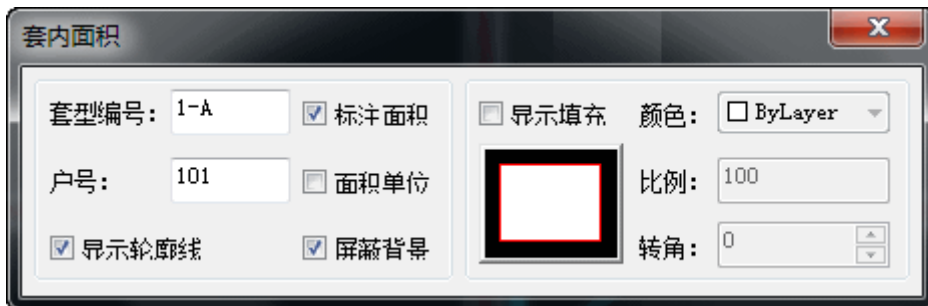 套内面积
套型编号: 1-A 标注面积
户号: 101 面积单位
显示轮廓线 屏蔽背景
显示填充 颜色: ByLayer
比例: 100
转角: 0